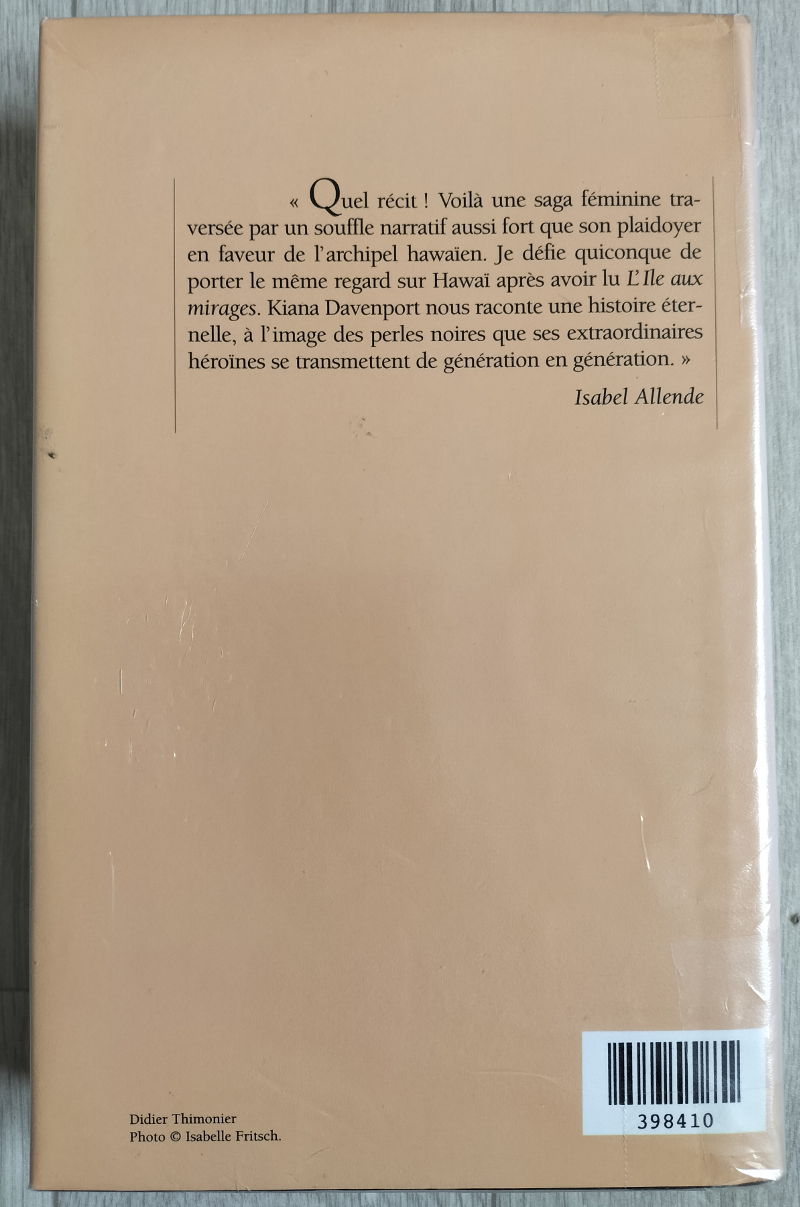 « Quel récit ! Voilà une saga féminine tra-
versée par un souffle narratif aussi fort que son plaidoyer
en faveur de l'archipel hawaïen. Je défie quiconque de
porter le même regard sur Hawaï après avoir lu L'Ile aux
mirages. Kiana Davenport nous raconte une histoire éter-
nelle, à l'image des perles noires que ses extraordinaires
héroïnes se transmettent de génération en génération. »
Isabel Allende
398410
Didier Thimonier
Photo © Isabelle Fritsch.